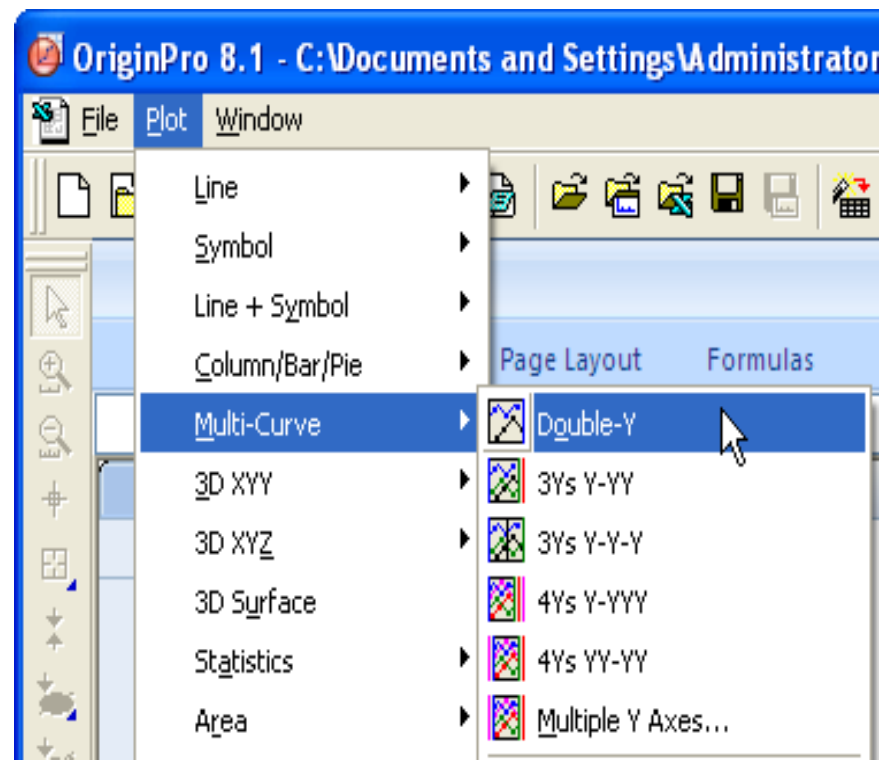 OriginPro 8.1 - C:\Documents and Settings\Administrator
File Plot Window
Line
Symbol
Line + Symbol
Column/Bar/Pie
Multi-Curve
3D XYY
3D XYZ
3D Surface
Statistics
Area
Page Layout Formulas
Double-Y
3Ys Y-YY
3Ys Y-Y-Y
4Ys Y-YYY
4Ys YY-YY
Multiple Y Axes...